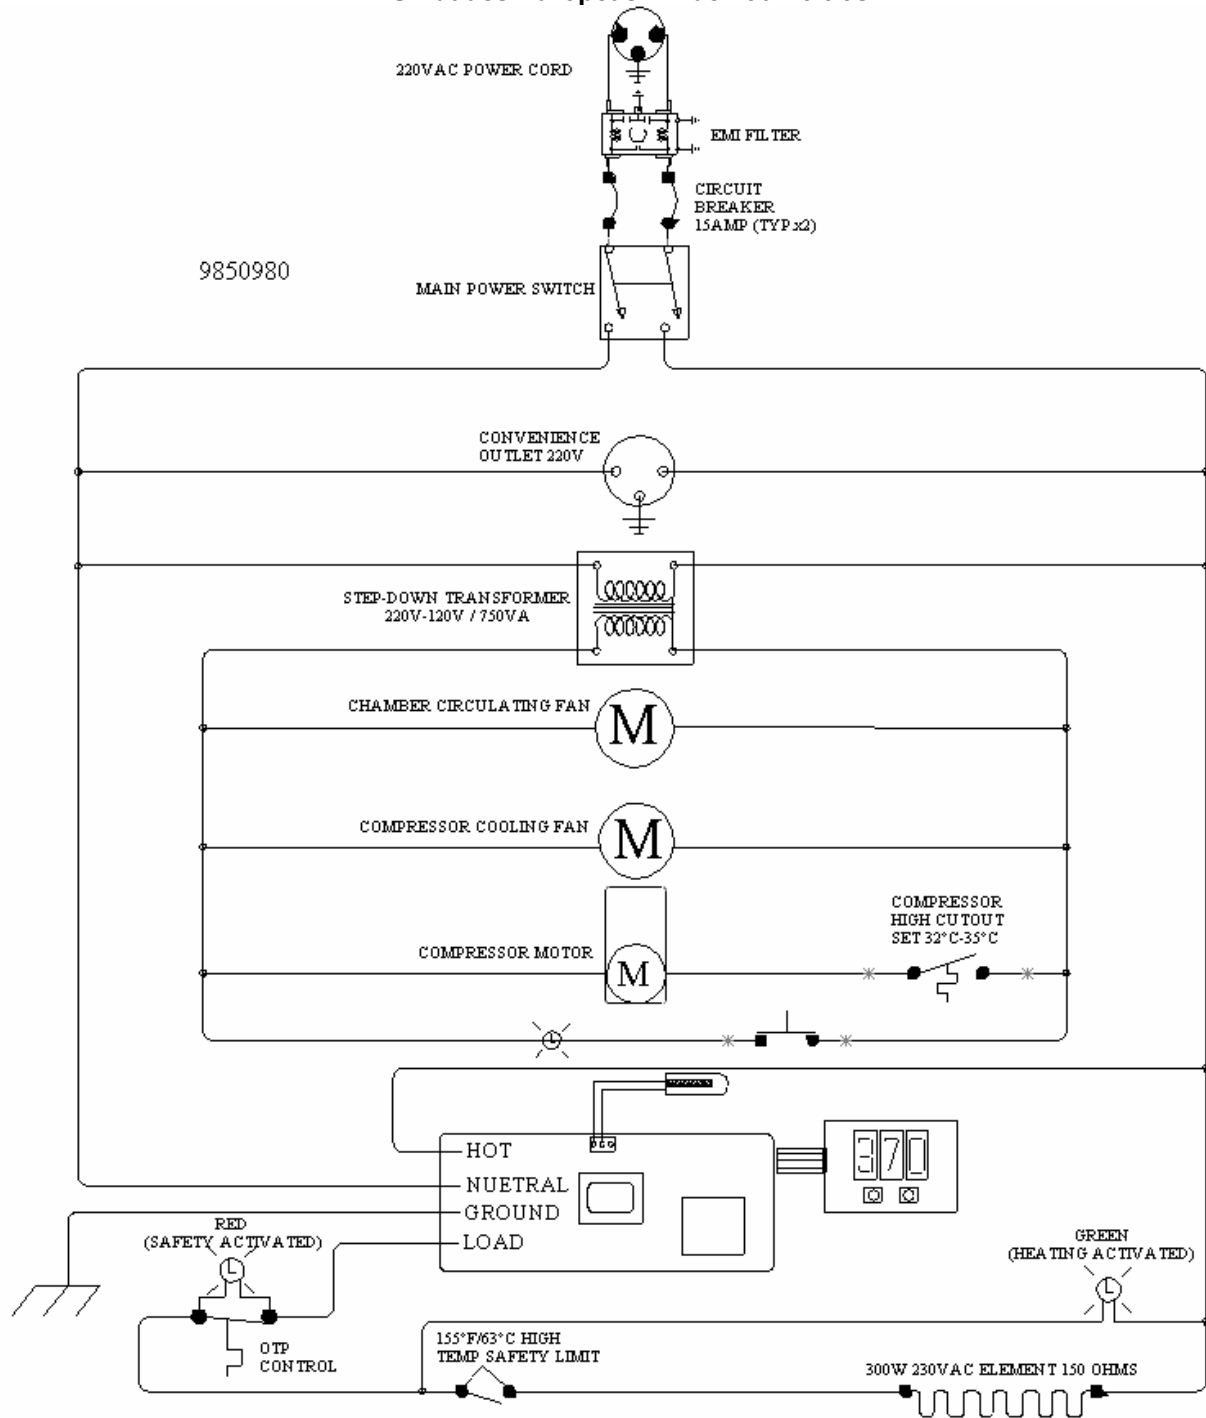 220VAC POWER CORD
EMI FILTER
CIRCUIT
BREAKER
15AMP (TYP.x2)
9850980
MAIN POWER SWITCH
CONVENIENCE
OUTLET 220V
STEP-DOWN TRANSFORMER
220V-120V / 750VA
CHAMBER CIRCULATING FAN
M
COMPRESSOR COOLING FAN
M
COMPRESSOR
HIGH CUTOUT
SET 32°C-35°C
COMPRESSOR MOTOR
M
L
HOT
370
NUETRAL
GROUND
LOAD
RED
(SAFETY ACTIVATED)
L
GREEN
(HEATING ACTIVATED)
L
OTP
CONTROL
155°F/63°C HIGH
TEMP SAFETY LIMIT
300W 230VAC ELEMENT 150 OHMS